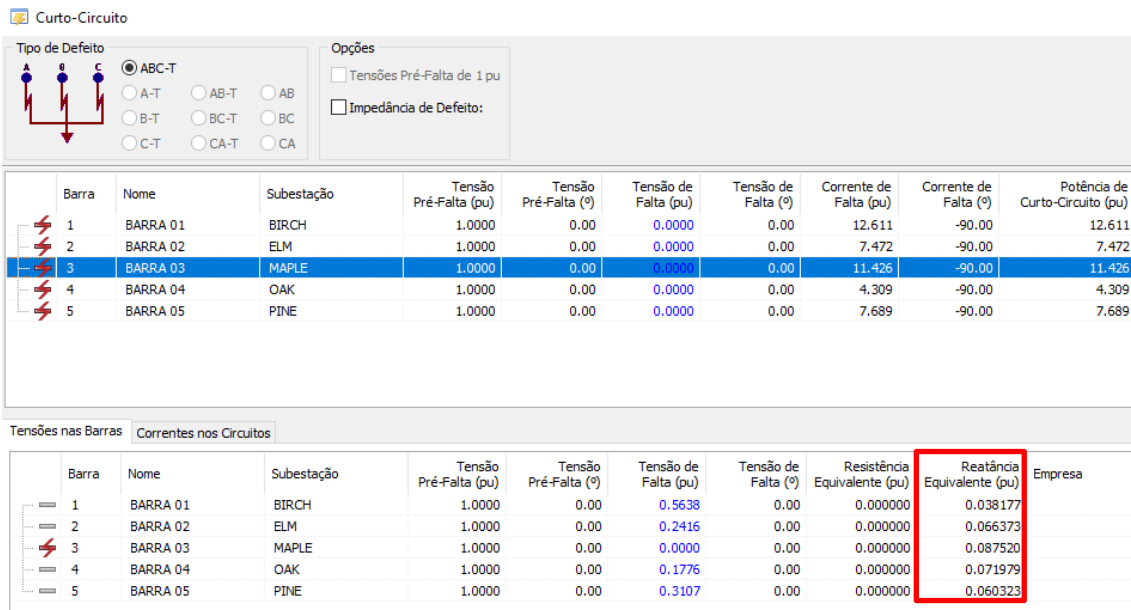 Curto-Circuito
Tipo de Defeito
Opções
A B C
ABC-T
Tensões Pré-Falta de 1 pu
A-T AB-T AB
Impedância de Defeito:
B-T BC-T BC
C-T CA-T CA
Barra Nome Subestação Tensão Pré-Falta (pu) Tensão Pré-Falta (º) Tensão de Falta (pu) Tensão de Falta (º) Corrente de Falta (pu) Corrente de Falta (º) Potência de Curto-Circuito (pu)
1 BARRA 01 BIRCH 1.0000 0.00 0.0000 0.00 12.611 -90.00 12.611
2 BARRA 02 ELM 1.0000 0.00 0.0000 0.00 7.472 -90.00 7.472
3 BARRA 03 MAPLE 1.0000 0.00 0.0000 0.00 11.426 -90.00 11.426
4 BARRA 04 OAK 1.0000 0.00 0.0000 0.00 4.309 -90.00 4.309
5 BARRA 05 PINE 1.0000 0.00 0.0000 0.00 7.689 -90.00 7.689
Tensões nas Barras Correntes nos Circuitos
Barra Nome Subestação Tensão Pré-Falta (pu) Tensão Pré-Falta (º) Tensão de Falta (pu) Tensão de Falta (º) Resistência Equivalente (pu) Reatância Equivalente (pu) Empresa
1 BARRA 01 BIRCH 1.0000 0.00 0.5638 0.00 0.000000 0.038177
2 BARRA 02 ELM 1.0000 0.00 0.2416 0.00 0.000000 0.066373
3 BARRA 03 MAPLE 1.0000 0.00 0.0000 0.00 0.000000 0.087520
4 BARRA 04 OAK 1.0000 0.00 0.1776 0.00 0.000000 0.071979
5 BARRA 05 PINE 1.0000 0.00 0.3107 0.00 0.000000 0.060323